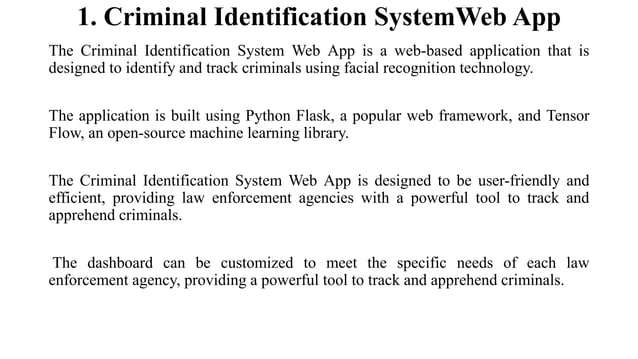 1. Criminal Identification SystemWeb App
The Criminal Identification System Web App is a web-based application that is
designed to identify and track criminals using facial recognition technology.
The application is built using Python Flask, a popular web framework, and Tensor
Flow, an open-source machine learning library.
The Criminal Identification System Web App is designed to be user-friendly and
efficient, providing law enforcement agencies with a powerful tool to track and
apprehend criminals.
The dashboard can be customized to meet the specific needs of each law
enforcement agency, providing a powerful tool to track and apprehend criminals.